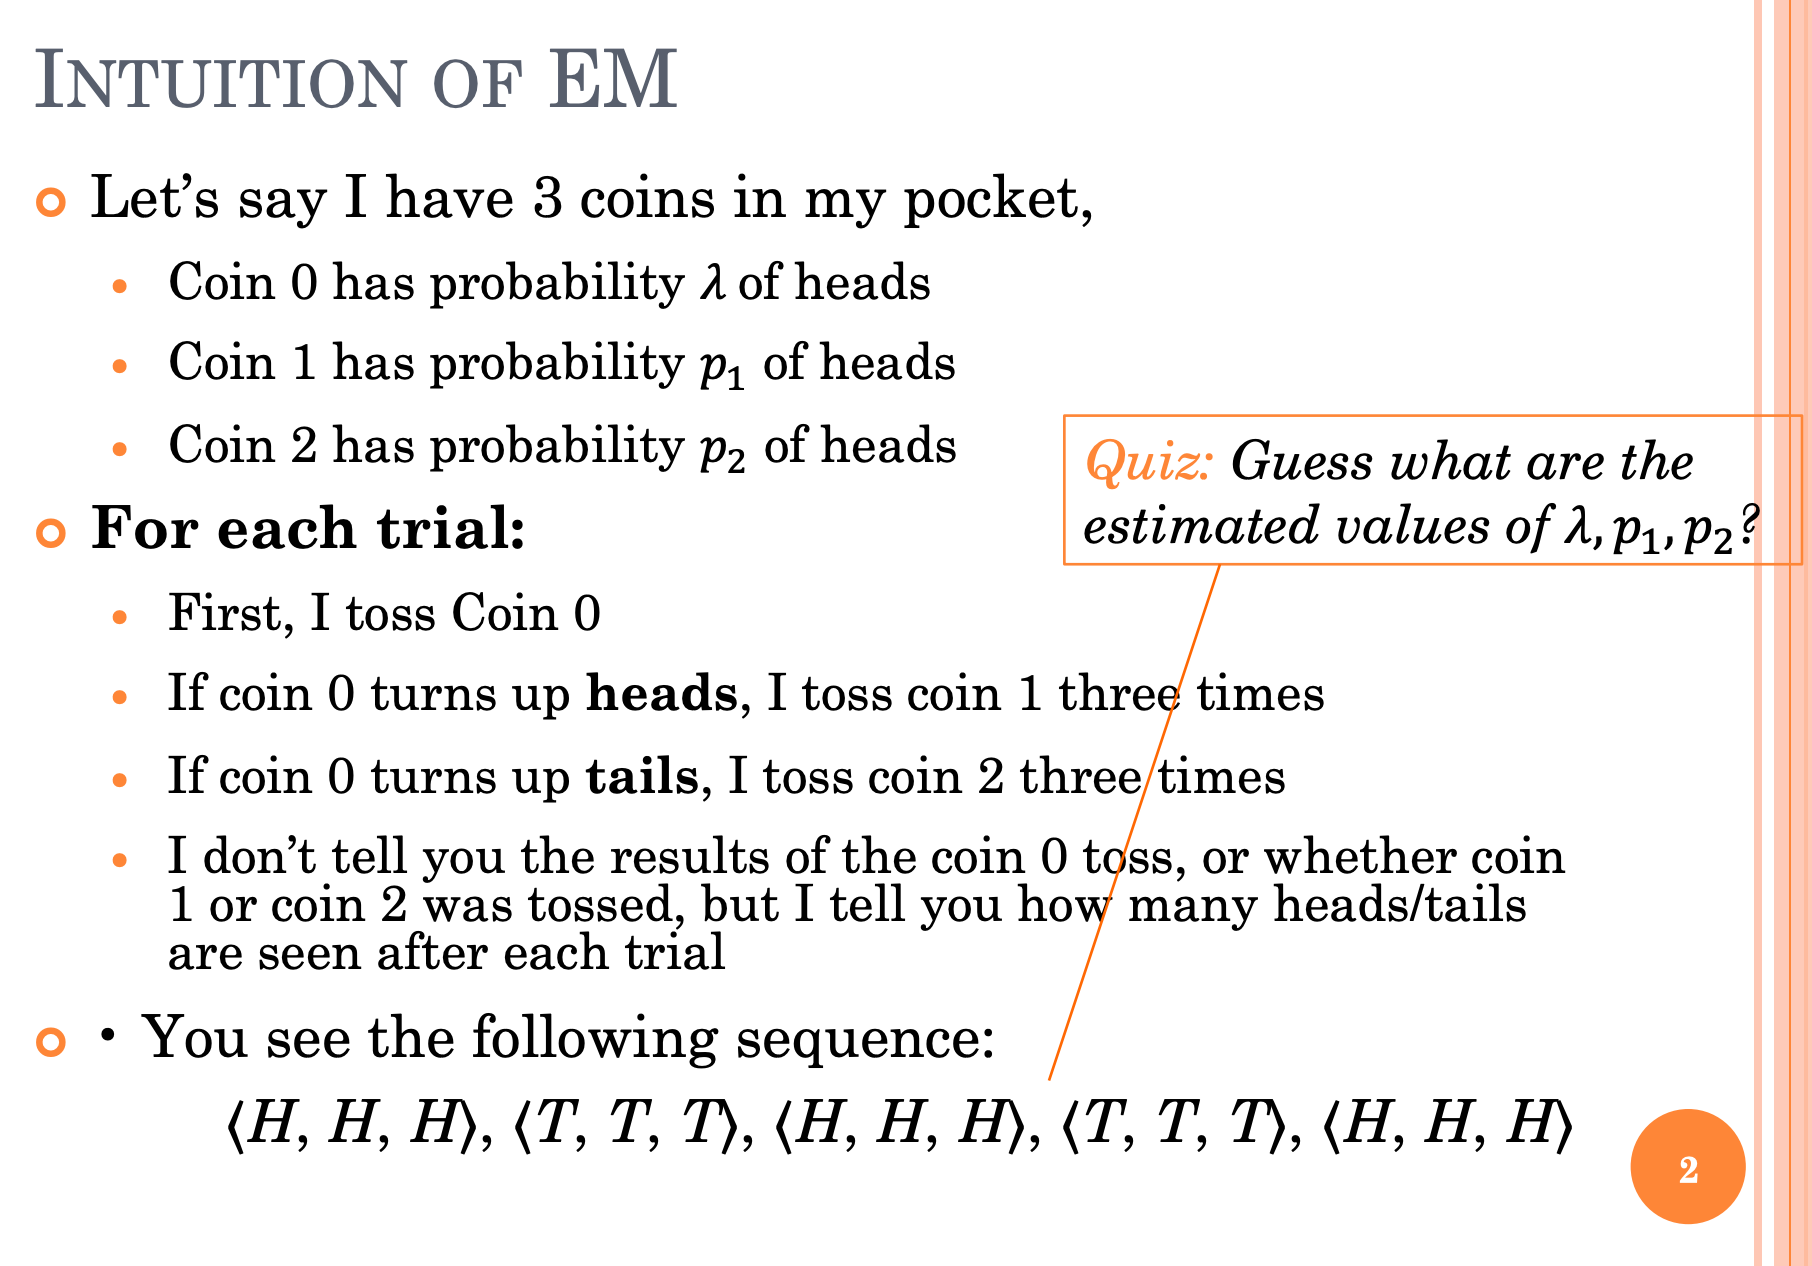 INTUITION OF EM
Let’s say I have 3 coins in my pocket,
• Coin 0 has probability λ of heads
• Coin 1 has probability p₁ of heads
• Coin 2 has probability p₂ of heads
Quiz: Guess what are the
estimated values of λ, p₁, p₂?
For each trial:
• First, I toss Coin 0
• If coin 0 turns up heads, I toss coin 1 three times
• If coin 0 turns up tails, I toss coin 2 three times
• I don’t tell you the results of the coin 0 toss, or whether coin
1 or coin 2 was tossed, but I tell you how many heads/tails
are seen after each trial
• You see the following sequence:
⟨H, H, H⟩, ⟨T, T, T⟩, ⟨H, H, H⟩, ⟨T, T, T⟩, ⟨H, H, H⟩
2